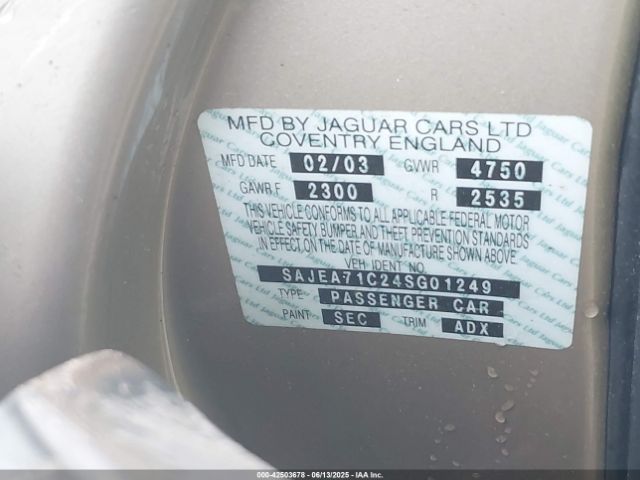 MFD BY JAGUAR CARS LTD
COVENTRY ENGLAND
MFD DATE 02/03 GVWR 4750
GAWR.F 2300 R 2535
THIS VEHICLE CONFORMS TO ALL APPLICABLE FEDERAL MOTOR
VEHICLE SAFETY BUMPER AND THEFT PREVENTION STANDARDS
IN EFFECT ON THE DATE OF MANUFACTURE SHOWN ABOVE
VEH. IDENT NO.
SAJEA71C24SG01249
TYPE PASSENGER CAR
PAINT SEC TRIM ADX
000-42503678 - 06/13/2025 - IAAI. Copyright